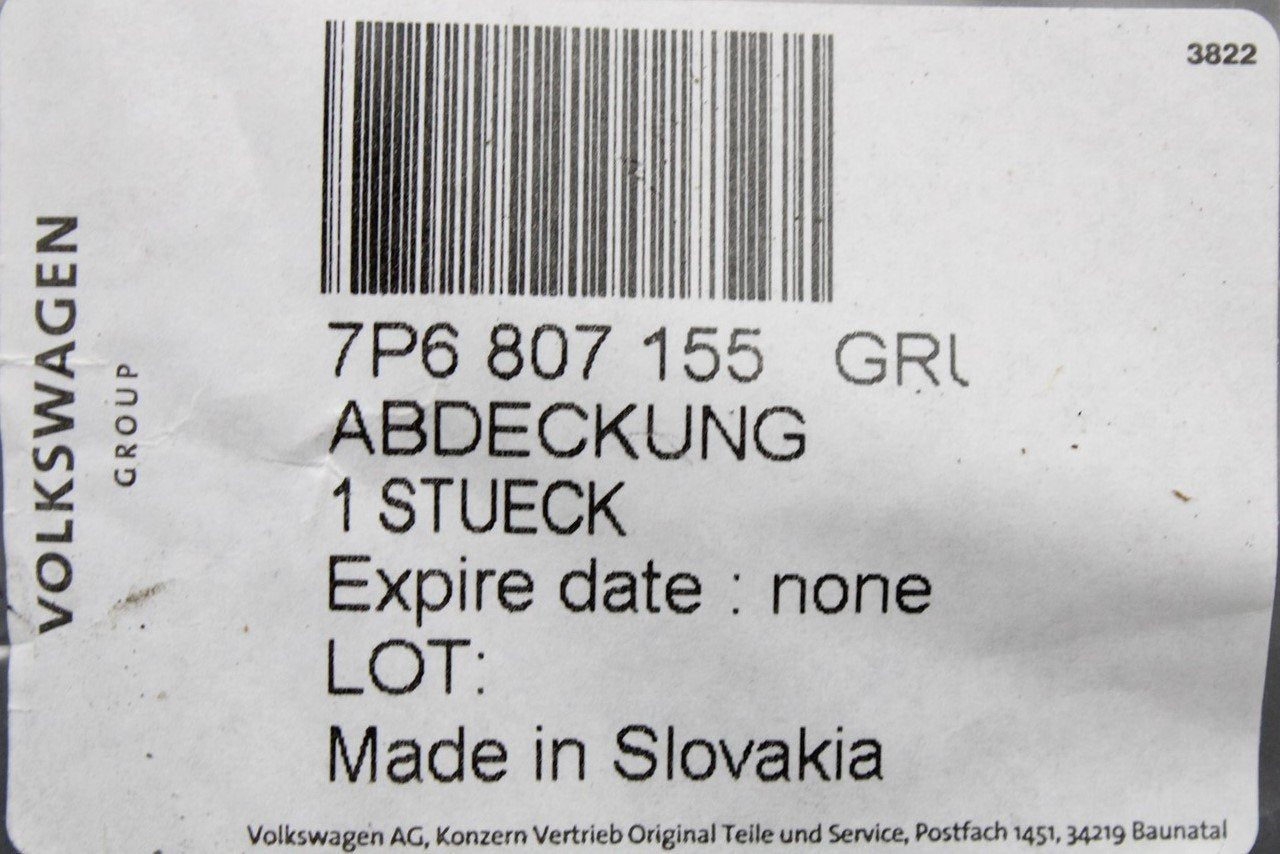 3822
VOLKSWAGEN
GROUP
7P6 807 155
ABDECKUNG
1 STUECK
Expire date : none
LOT:
Made in Slovakia
Volkswagen AG, Konzern Vertrieb Original Teile und Service, Postfach 1451, 34219 Baunatal